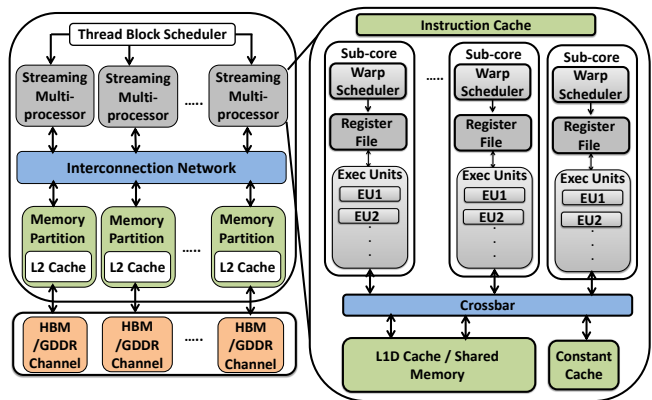 Thread Block Scheduler
Streaming
Multi-
processor
Streaming
Multi-
processor
.....
Streaming
Multi-
processor
Interconnection Network
Memory
Partition
L2 Cache
Memory
Partition
L2 Cache
.....
Memory
Partition
L2 Cache
HBM
/GDDR
Channel
HBM
/GDDR
Channel
.....
HBM
/GDDR
Channel
Instruction Cache
Sub-core
Warp
Scheduler
Register
File
Exec Units
EU1
EU2
.
.
.
.....
Sub-core
Warp
Scheduler
Register
File
Exec Units
EU1
EU2
.
.
.
Sub-core
Warp
Scheduler
Register
File
Exec Units
EU1
EU2
.
.
.
Crossbar
L1D Cache / Shared
Memory
Constant
Cache